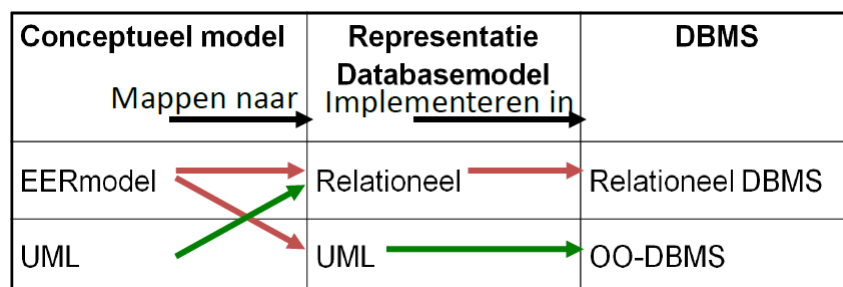 Conceptueel model
Representatie
Databasemodel
DBMS
Mappen naar
Implementeren in
EERmodel
Relationeel
Relationeel DBMS
UML
UML
OO-DBMS